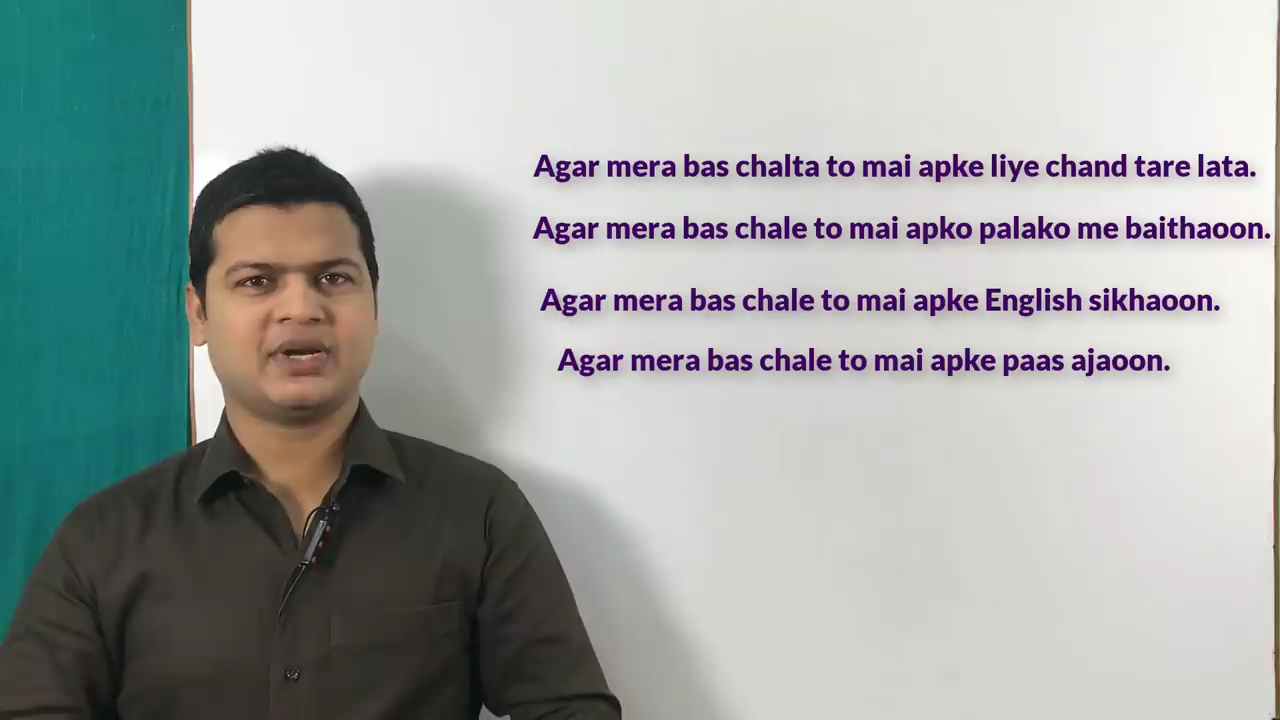 Agar mera bas chalta to mai apke liye chand tare lata.
Agar mera bas chale to mai apko palako me baithaoon.
Agar mera bas chale to mai apke English sikhaoon.
Agar mera bas chale to mai apke paas ajaoon.